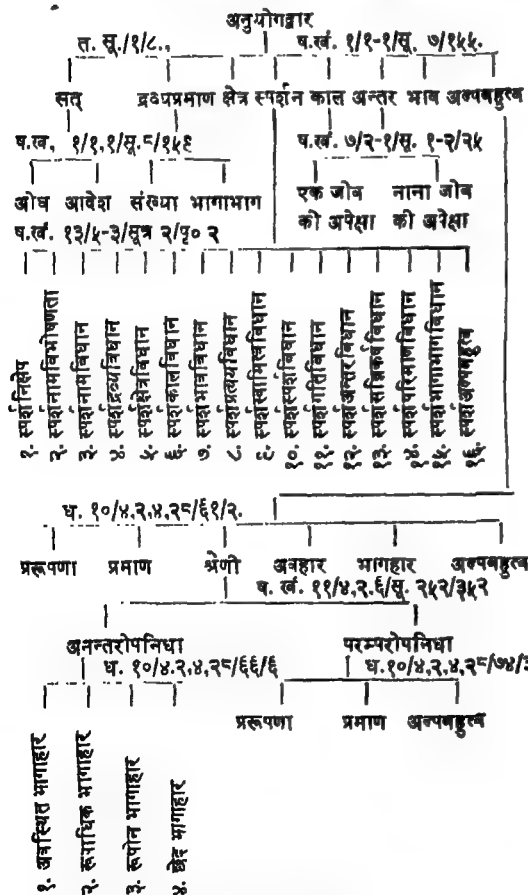 अनुयोगद्वार
त. सू./१/८., ष.खं. १/१-१/सू. ७/१५५.
सत् द्रव्यप्रमाण क्षेत्र स्पर्शन काल अन्तर भाव अल्पबहुत्व
ष.ख. १/१,१/सू.८/१५९ ष.खं. ७/२-१/सू. १-२/२५
ओघ आदेश संख्या भागाभाग एक जीव नाना जीव
की अपेक्षा की अपेक्षा
ष.खं. १३/५-३/सूत्र २/पृ० २
१. स्पर्शनिक्षेप
२. स्पर्शनामविभाषणता
३. स्पर्शनामविधान
४. स्पर्शद्रव्यविधान
५. स्पर्शक्षेत्रविधान
६. स्पर्शकालविधान
७. स्पर्शभावविधान
८. स्पर्शप्रत्ययविधान
९. स्पर्शस्वामित्वविधान
१०. स्पर्शस्पर्शविधान
११. स्पर्शगतिविधान
१२. स्पर्शअन्तरविधान
१३. स्पर्शसन्निकर्षविधान
१४. स्पर्शपरिमाणविधान
१५. स्पर्शभागाभागविधान
१६. स्पर्शअल्पबहुत्व
ध. १०/४,२,४,२८/६१/२.
प्ररूपणा प्रमाण श्रेणी अवहार भागहार अल्पबहुत्व
ष. खं. ११/४,२.६/सू. २५२/३५२
अनन्तरोपनिधा परम्परोपनिधा
ध. १०/४.२,४,२८/६६/६ ध.१०/४,२,४,२८/७४/३
प्ररूपणा प्रमाण अल्पबहुत्व
१. अवस्थित भागाहार
२. रूपाधिक भागाहार
३. रूपोन भागाहार
४. छेद भागाहार